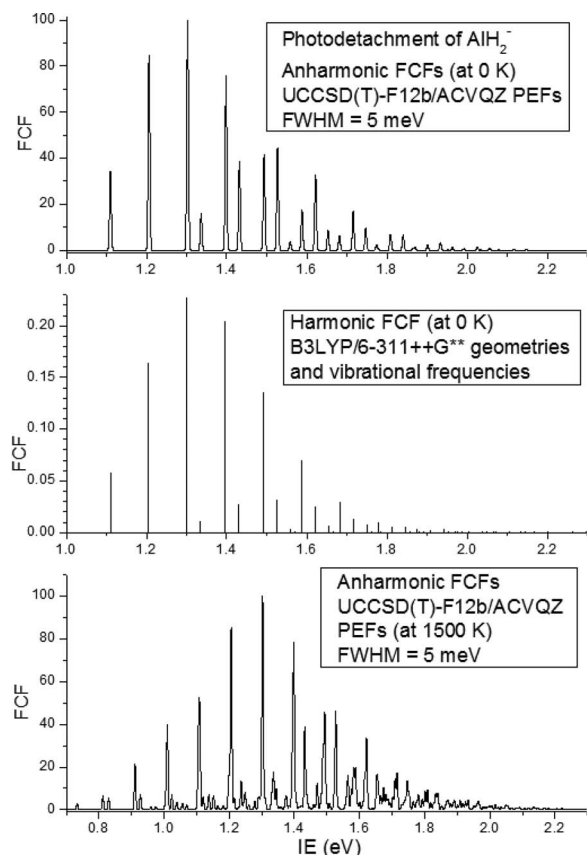 100
80
60
40
20
0
FCF
Photodetachment of AlH2-
Anharmonic FCFs (at 0 K)
UCCSD(T)-F12b/ACVQZ PEFs
FWHM = 5 meV
1.0 1.2 1.4 1.6 1.8 2.0 2.2
0.20
0.15
0.10
0.05
0.00
FCF
Harmonic FCF (at 0 K)
B3LYP/6-311++G** geometries
and vibrational frequencies
1.0 1.2 1.4 1.6 1.8 2.0 2.2
100
80
60
40
20
0
FCF
Anharmonic FCFs
UCCSD(T)-F12b/ACVQZ
PEFs (at 1500 K)
FWHM = 5 meV
0.8 1.0 1.2 1.4 1.6 1.8 2.0 2.2
IE (eV)